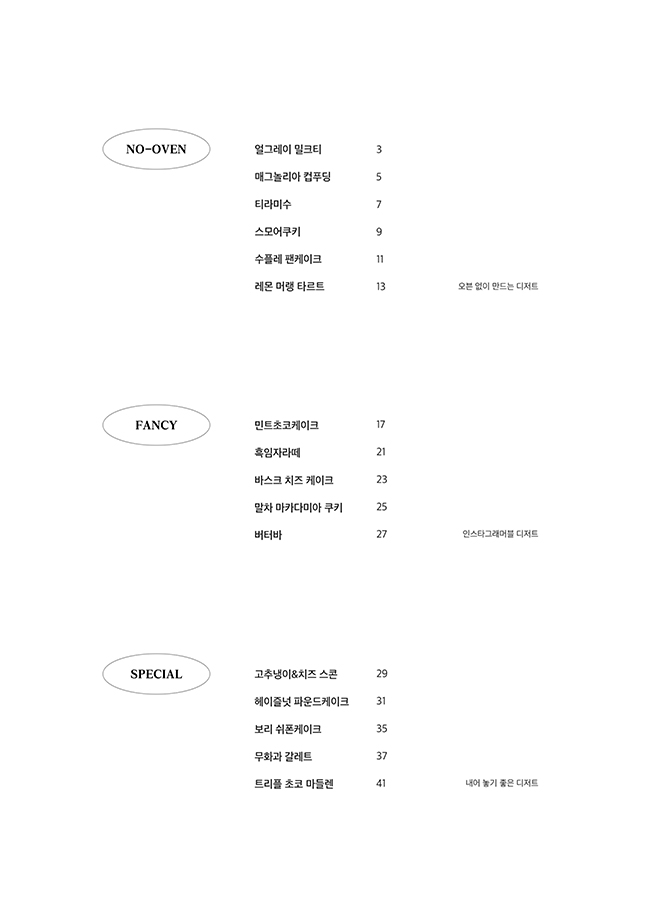 NO-OVEN 얼그레이 밀크티 3
매그놀리아 컵푸딩 5
티라미수 7
스모어쿠키 9
수플레 팬케이크 11
레몬 머랭 타르트 13 오븐 없이 만드는 디저트
FANCY 민트초코케이크 17
흑임자라떼 21
바스크 치즈 케이크 23
말차 마카다미아 쿠키 25
버터바 27 인스타그래머블 디저트
SPECIAL 고추냉이&치즈 스콘 29
헤이즐넛 파운드케이크 31
보리 쉬폰케이크 35
무화과 갈레트 37
트리플 초코 마들렌 41 내어 놓기 좋은 디저트